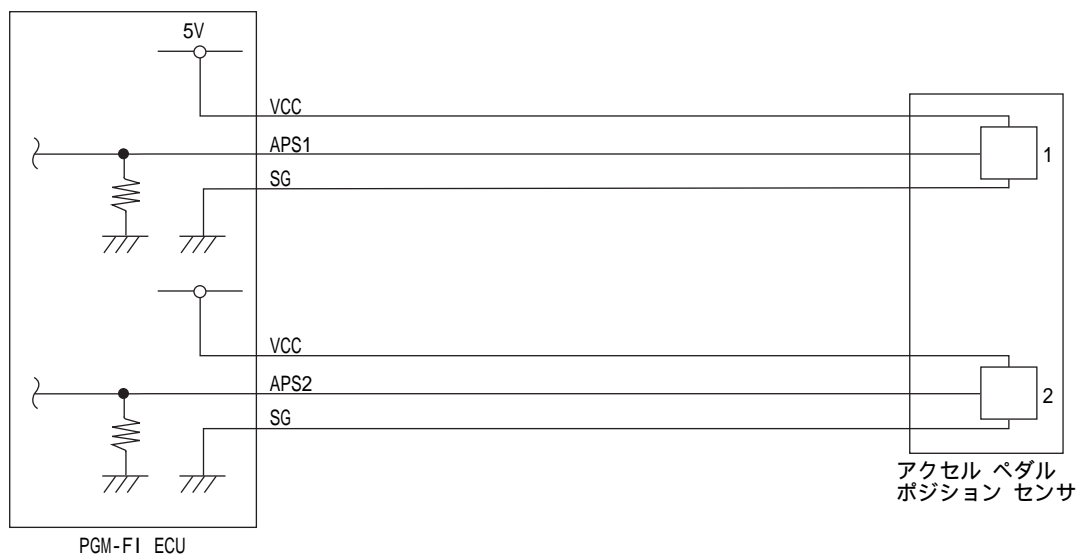 5V
VCC
APS1
SG
1
VCC
APS2
SG
2
アクセル ペダル
ポジション センサ
PGM-FI ECU